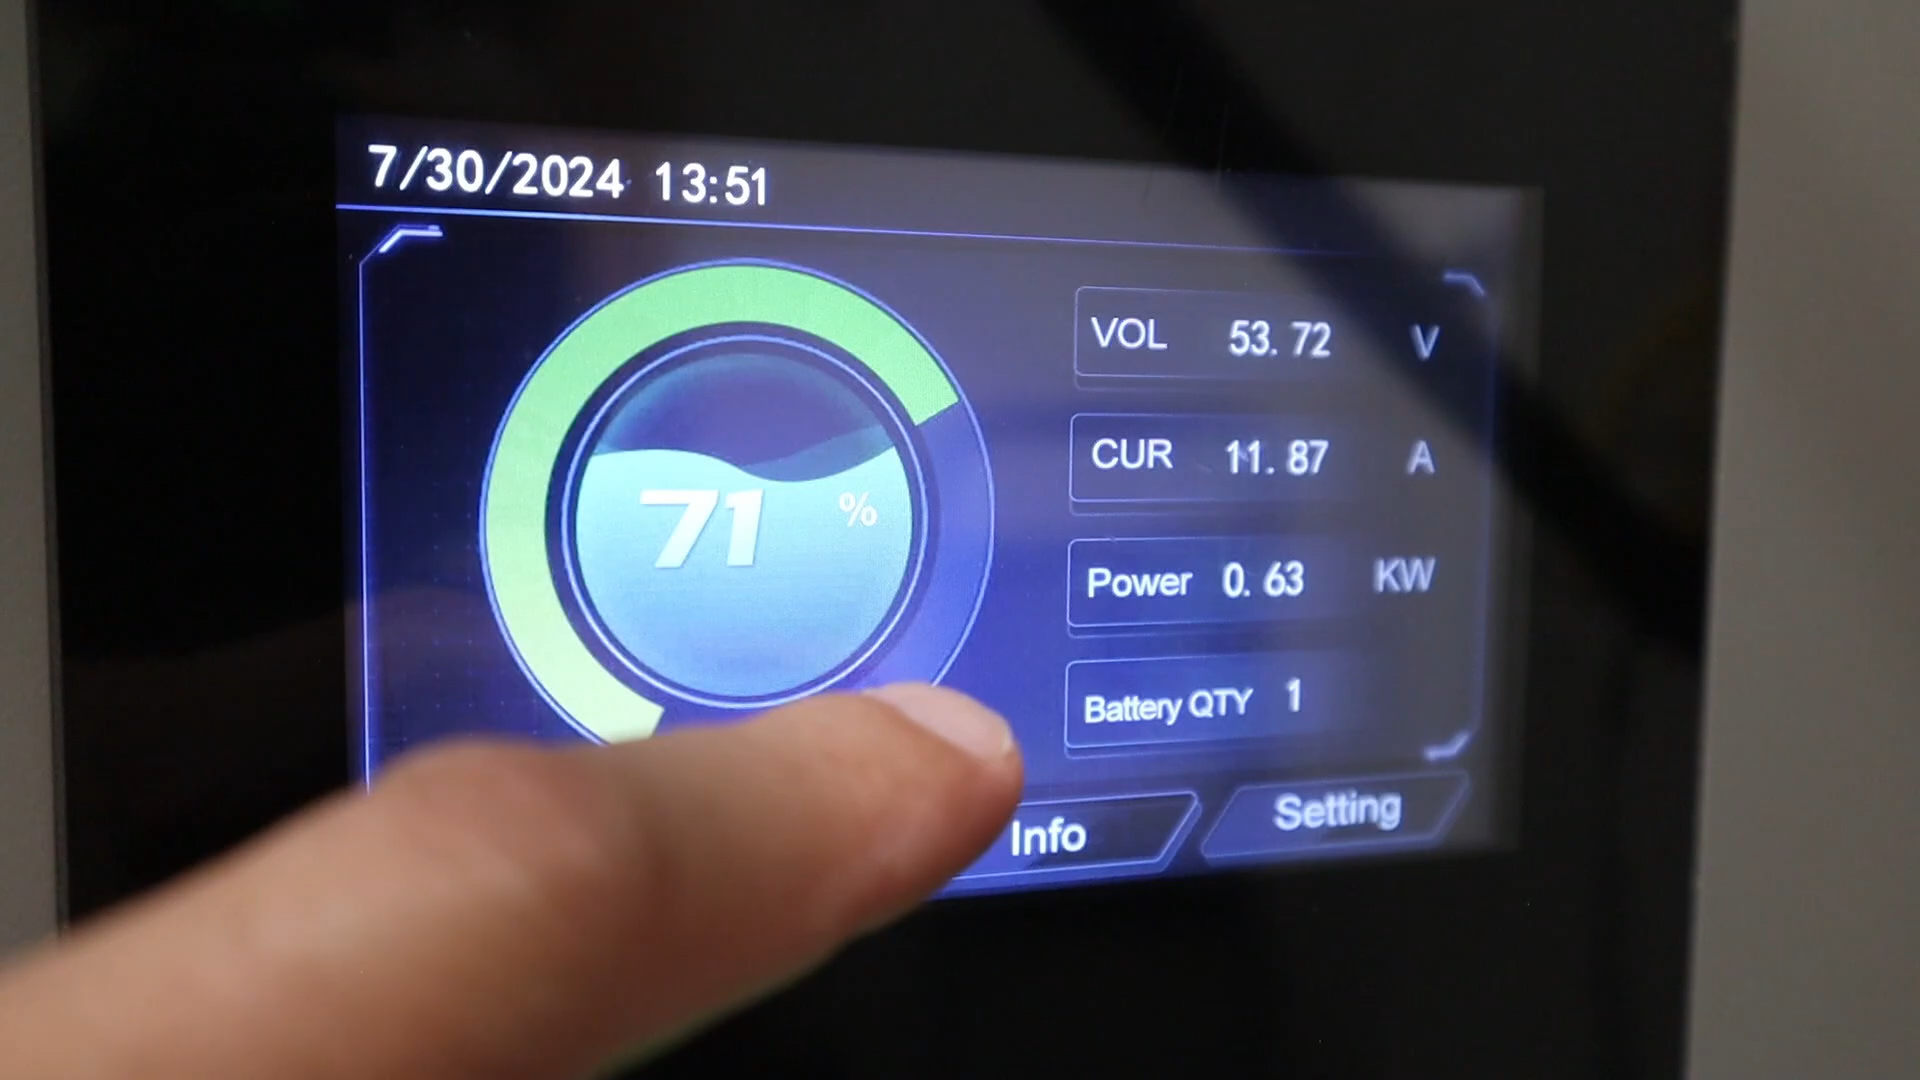 7/30/2024 13:51
71 %
VOL 53.72 V
CUR 11.87 A
Power 0.63 KW
Battery QTY 1
Info
Setting